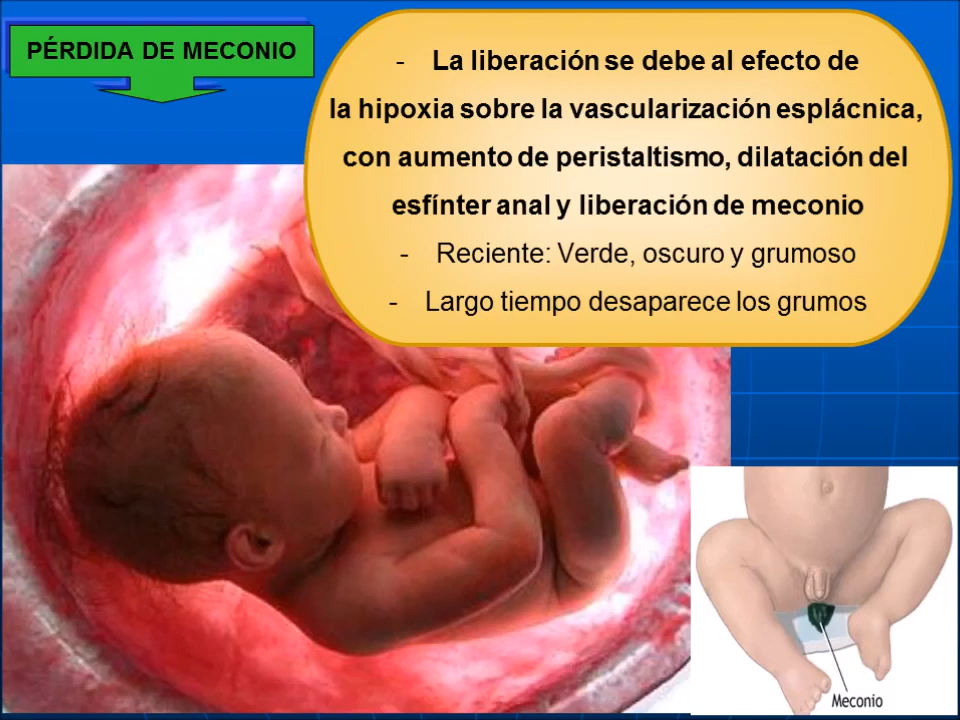 PÉRDIDA DE MECONIO
- La liberación se debe al efecto de
la hipoxia sobre la vascularización esplácnica,
con aumento de peristaltismo, dilatación del
esfínter anal y liberación de meconio
- Reciente: Verde, oscuro y grumoso
- Largo tiempo desaparece los grumos
Meconio